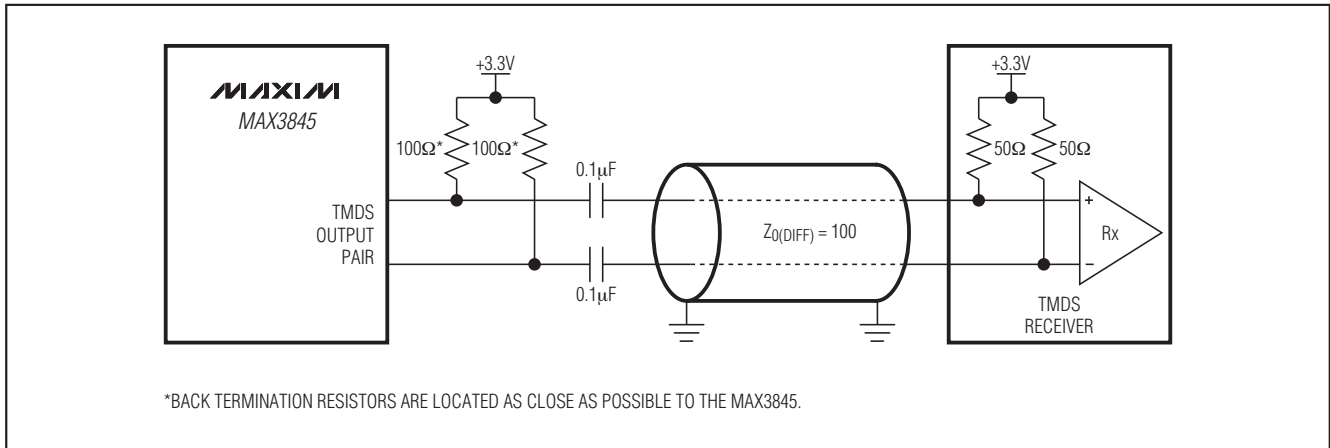 MAXIM
MAX3845
+3.3V
100Ω* 100Ω*
0.1µF
TMDS
OUTPUT
PAIR
0.1µF
Z0(DIFF) = 100
+3.3V
50Ω 50Ω
+
Rx
−
TMDS
RECEIVER
*BACK TERMINATION RESISTORS ARE LOCATED AS CLOSE AS POSSIBLE TO THE MAX3845.